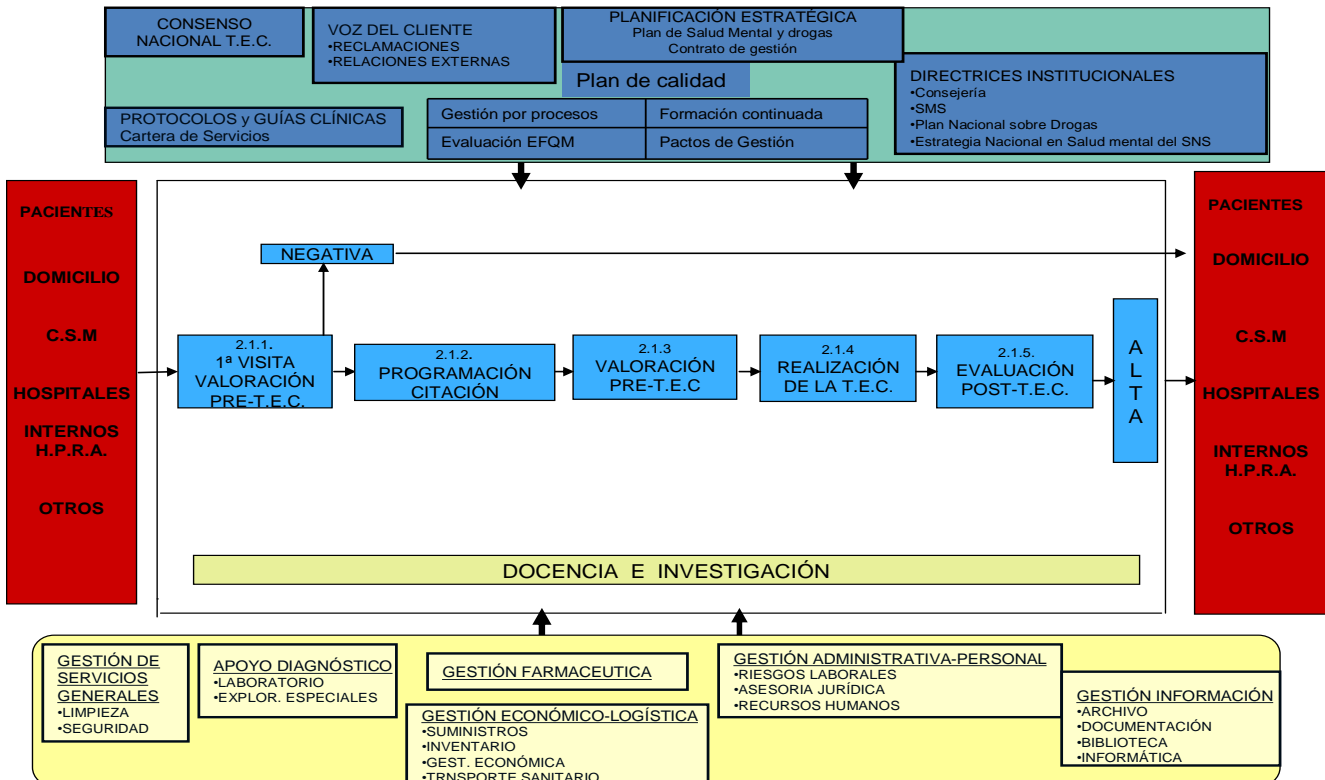 CONSENSO
NACIONAL T.E.C.
VOZ DEL CLIENTE
•RECLAMACIONES
•RELACIONES EXTERNAS
PLANIFICACIÓN ESTRATÉGICA
Plan de Salud Mental y drogas
Contrato de gestión
Plan de calidad
DIRECTRICES INSTITUCIONALES
•Consejería
•SMS
•Plan Nacional sobre Drogas
•Estrategia Nacional en Salud mental del SNS
PROTOCOLOS y GUÍAS CLÍNICAS
Cartera de Servicios
Gestión por procesos
Formación continuada
Evaluación EFQM
Pactos de Gestión
PACIENTES
DOMICILIO
C.S.M
HOSPITALES
INTERNOS
H.P.R.A.
OTROS
NEGATIVA
2.1.1.
1ª VISITA
VALORACIÓN
PRE-T.E.C.
2.1.2.
PROGRAMACIÓN
CITACIÓN
2.1.3
VALORACIÓN
PRE-T.E.C
2.1.4
REALIZACIÓN
DE LA T.E.C.
2.1.5.
EVALUACIÓN
POST-T.E.C.
A
L
T
A
PACIENTES
DOMICILIO
C.S.M
HOSPITALES
INTERNOS
H.P.R.A.
OTROS
DOCENCIA E INVESTIGACIÓN
GESTIÓN DE
SERVICIOS
GENERALES
•LIMPIEZA
•SEGURIDAD
APOYO DIAGNÓSTICO
•LABORATORIO
•EXPLOR. ESPECIALES
GESTIÓN FARMACEUTICA
GESTIÓN ECONÓMICO-LOGÍSTICA
•SUMINISTROS
•INVENTARIO
•GEST. ECONÓMICA
•TRNSPORTE SANITARIO
GESTIÓN ADMINISTRATIVA-PERSONAL
•RIESGOS LABORALES
•ASESORIA JURÍDICA
•RECURSOS HUMANOS
GESTIÓN INFORMACIÓN
•ARCHIVO
•DOCUMENTACIÓN
•BIBLIOTECA
•INFORMÁTICA